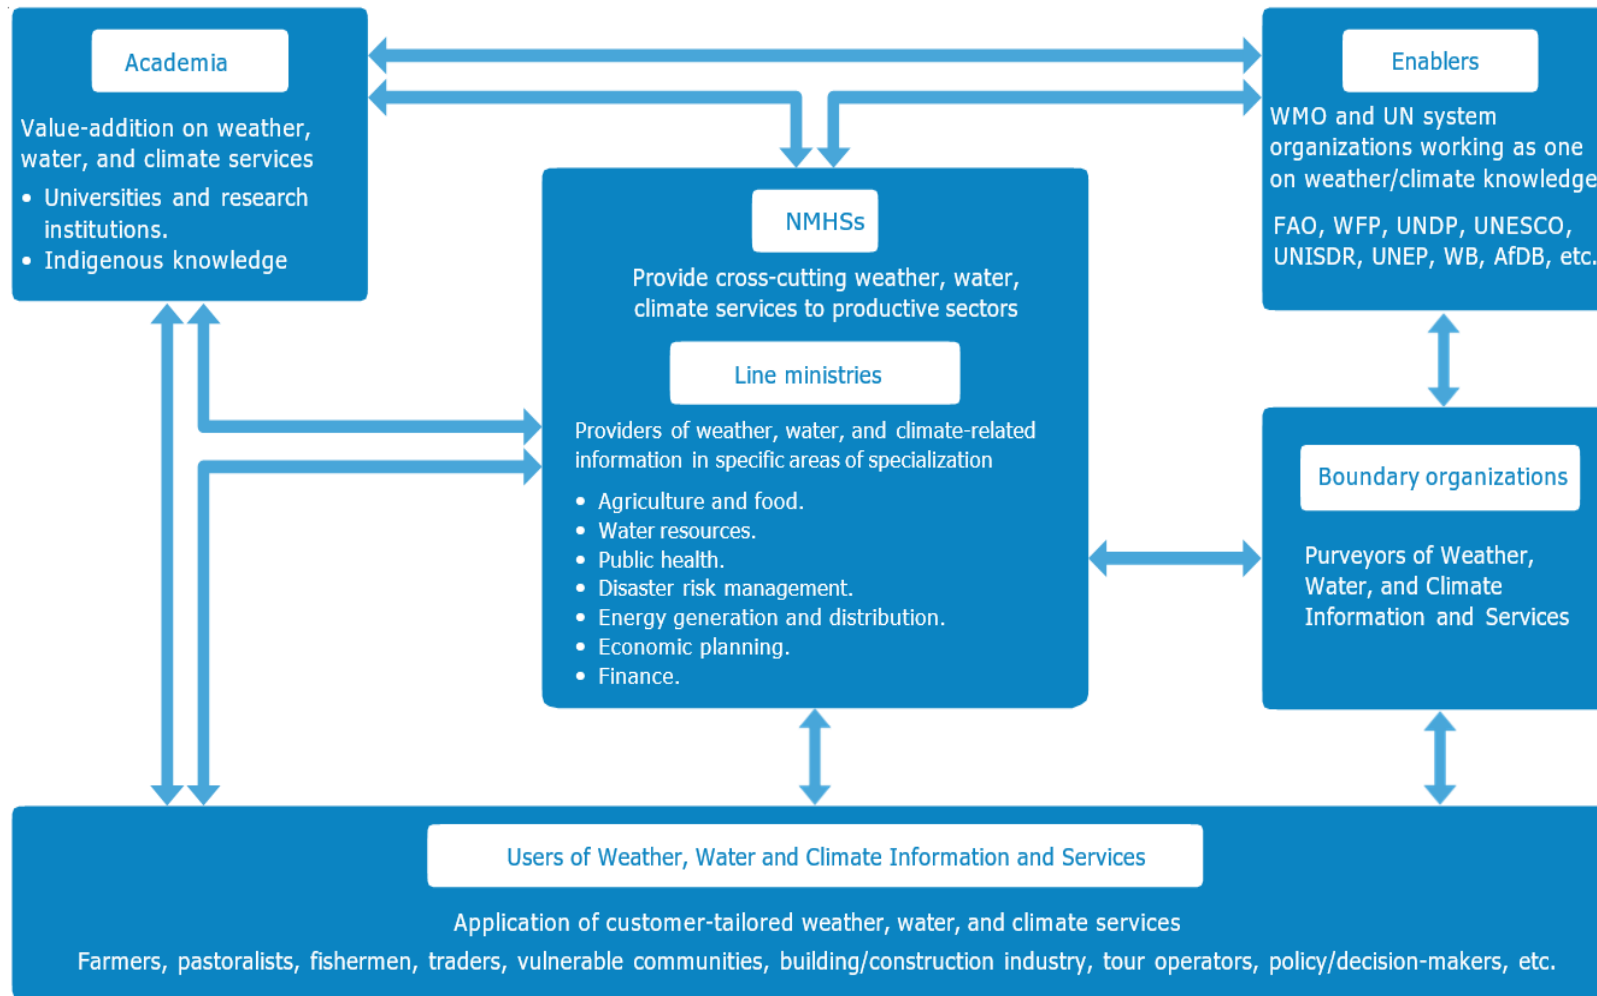 Academia
Value-addition on weather,
water, and climate services
• Universities and research
institutions.
• Indigenous knowledge
Enablers
WMO and UN system
organizations working as one
on weather/climate knowledge
FAO, WFP, UNDP, UNESCO,
UNISDR, UNEP, WB, AfDB, etc.
NMHSs
Provide cross-cutting weather, water,
climate services to productive sectors
Line ministries
Providers of weather, water, and climate-related
information in specific areas of specialization
• Agriculture and food.
• Water resources.
• Public health.
• Disaster risk management.
• Energy generation and distribution.
• Economic planning.
• Finance.
Boundary organizations
Purveyors of Weather,
Water, and Climate
Information and Services
Users of Weather, Water and Climate Information and Services
Application of customer-tailored weather, water, and climate services
Farmers, pastoralists, fishermen, traders, vulnerable communities, building/construction industry, tour operators, policy/decision-makers, etc.